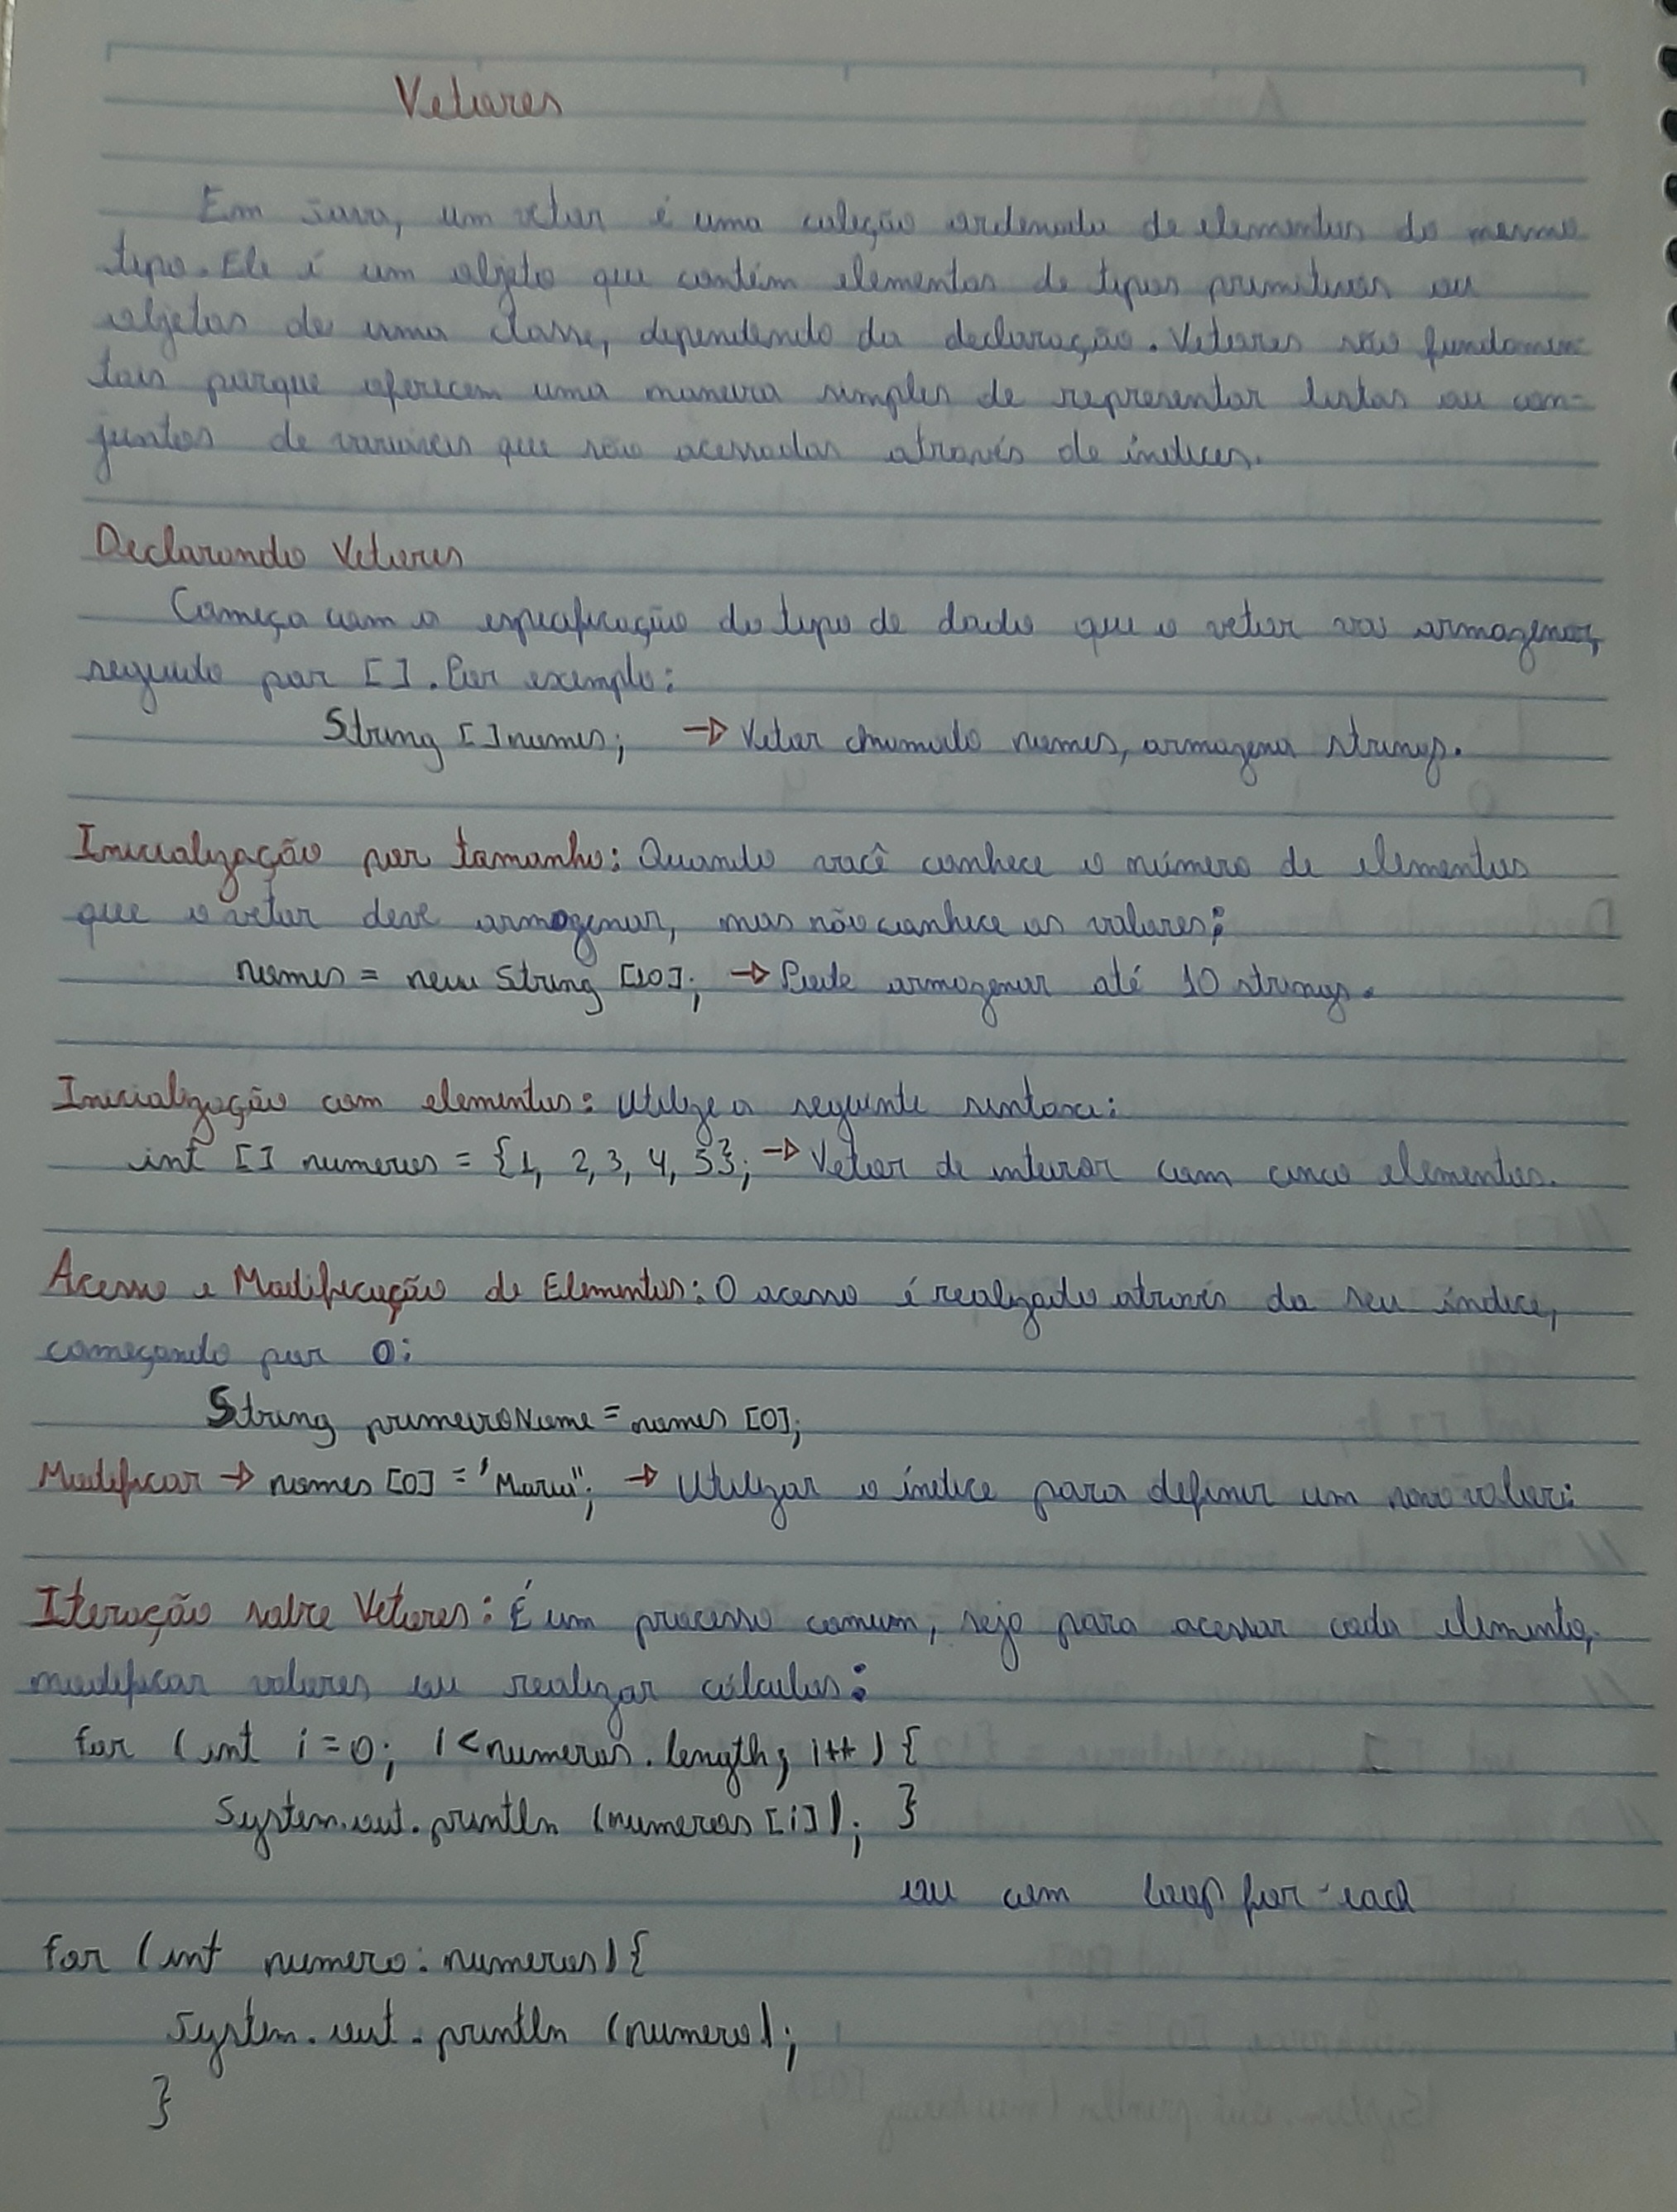 Vetores
Em Java, um vetor é uma coleção ordenada de elementos do mesmo
tipo. Ele é um objeto que contém elementos de tipos primitivos ou
objetos de uma classe, dependendo da declaração. Vetores são fundamen-
tais porque oferecem uma maneira simples de representar listas ou con-
juntos de variáveis que são acessadas através de índices.
Declarando Vetores
Começa com a especificação do tipo de dado que o vetor vai armazenar,
seguido por []. Por exemplo:
String []nomes; → Vetor chamado nomes, armazena strings.
Inicialização por tamanho: Quando você conhece o número de elementos
que o vetor deve armazenar, mas não conhece os valores:
nomes = new String [10]; → Pode armazenar até 10 strings.
Inicialização com elementos: Utilize a seguinte sintaxe:
int [] numeros = {1, 2, 3, 4, 5}; → Vetor de inteiror com cinco elementos.
Acesso e Modificação de Elementos: O acesso é realizado através do seu índice,
começando por 0:
String primeiroNome = nomes [0];
Modificar → nomes [0] = 'Maria"; → Utilizar o índice para definir um novo valor:
Iteração sobre Vetores: É um processo comum, seja para acessar cada elemento,
modificar valores ou realizar cálculos:
for (int i = 0; i < numeros.length; i++) {
System.out.println (numeros [i]); }
ou com loop for-each
for (int numero: numeros) {
System.out.println (numero);
}